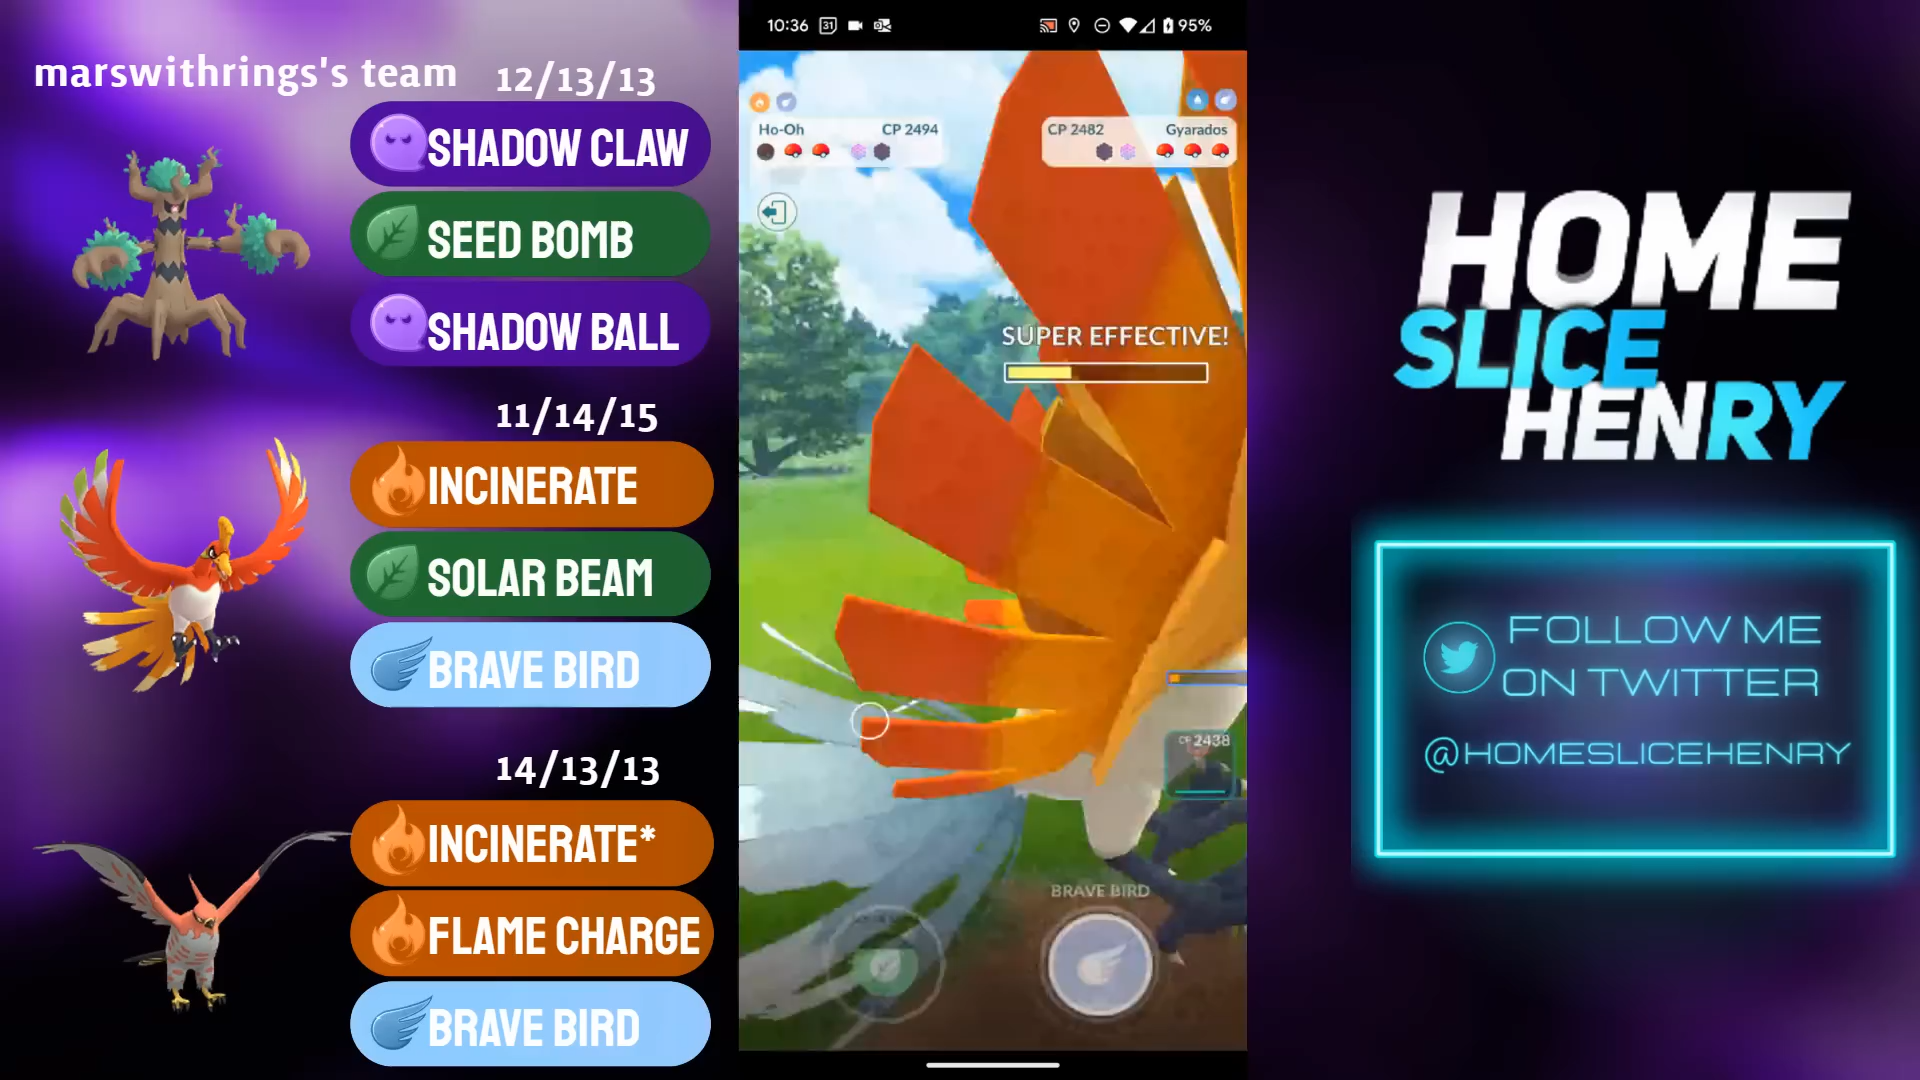 marswithrings's team
12/13/13
SHADOW CLAW
SEED BOMB
SHADOW BALL
11/14/15
INCINERATE
SOLAR BEAM
BRAVE BIRD
14/13/13
INCINERATE*
FLAME CHARGE
BRAVE BIRD
10:36
31
95%
Ho-Oh CP 2494
CP 2482 Gyarados
SUPER EFFECTIVE!
CP 2438
BRAVE BIRD
HOME
SLICE
HENRY
FOLLOW ME
ON TWITTER
@HOMESLICEHENRY